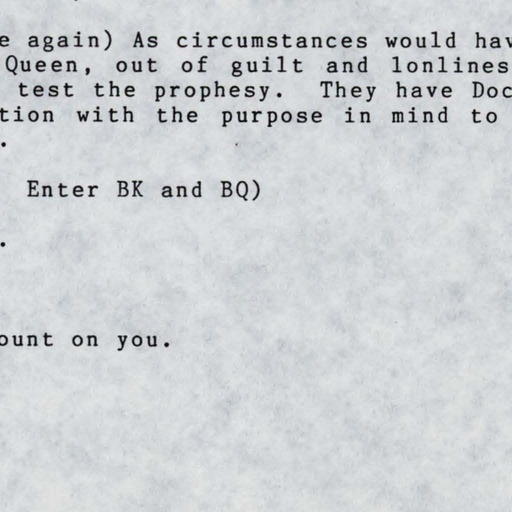 e again) As circumstances would hav
Queen, out of guilt and lonlines
test the prophesy. They have Doc
tion with the purpose in mind to
.
Enter BK and BQ)
.
ount on you.